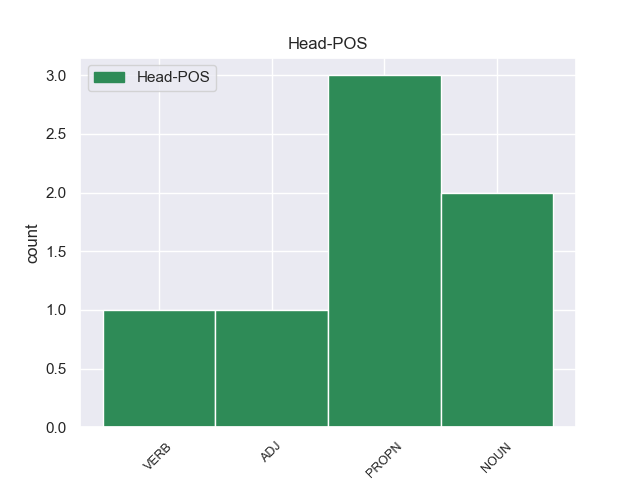 Head-POS
Head-POS
3.0
2.5
2.0
1.5
1.0
0.5
0.0
count
VERB
ADJ
PROPN
NOUN